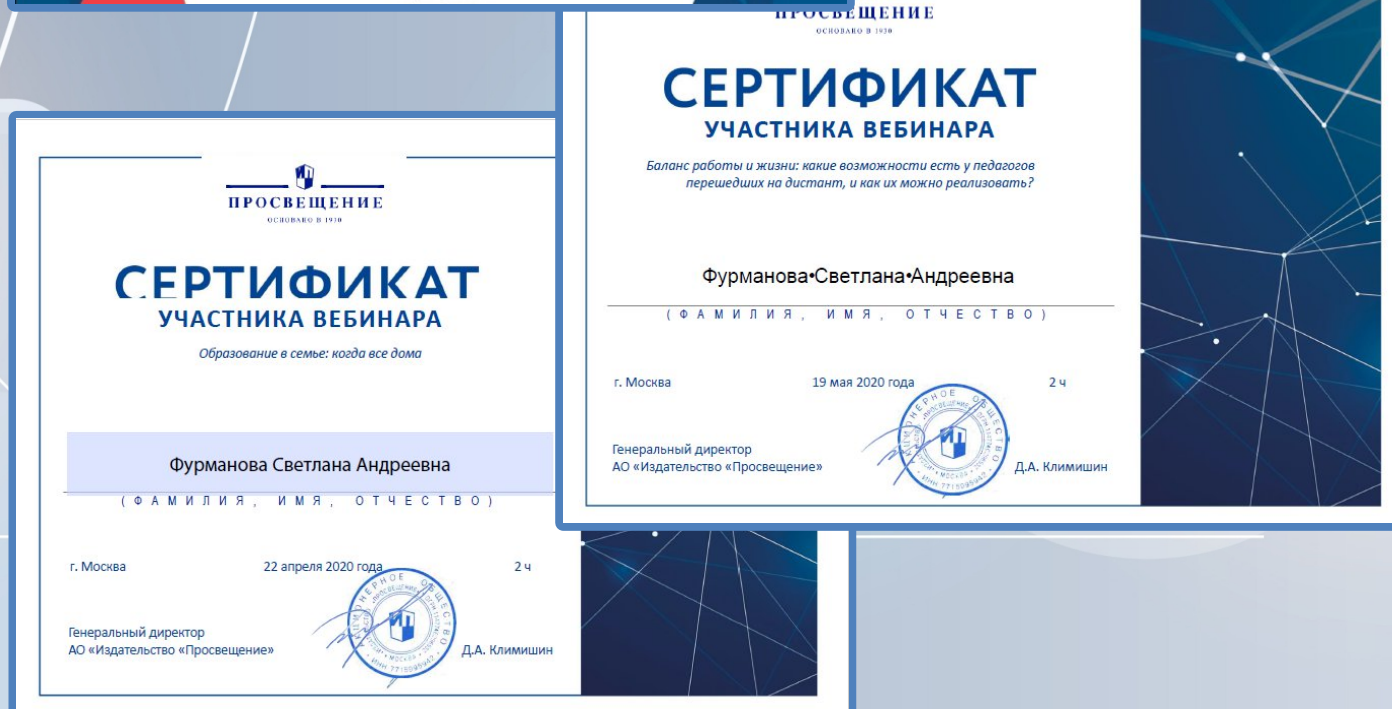 ПРОСВЕЩЕНИЕ
ОСНОВАНО В 1930
СЕРТИФИКАТ
УЧАСТНИКА ВЕБИНАРА
Баланс работы и жизни: какие возможности есть у педагогов
перешедших на дистант, и как их можно реализовать?
Фурманова•Светлана•Андреевна
(ФАМИЛИЯ, ИМЯ, ОТЧЕСТВО)
г. Москва 19 мая 2020 года 2 ч
Генеральный директор
АО «Издательство «Просвещение» Д.А. Климишин
ПРОСВЕЩЕНИЕ
ОСНОВАНО В 1930
СЕРТИФИКАТ
УЧАСТНИКА ВЕБИНАРА
Образование в семье: когда все дома
Фурманова Светлана Андреевна
(ФАМИЛИЯ, ИМЯ, ОТЧЕСТВО)
г. Москва 22 апреля 2020 года 2 ч
Генеральный директор
АО «Издательство «Просвещение» Д.А. Климишин